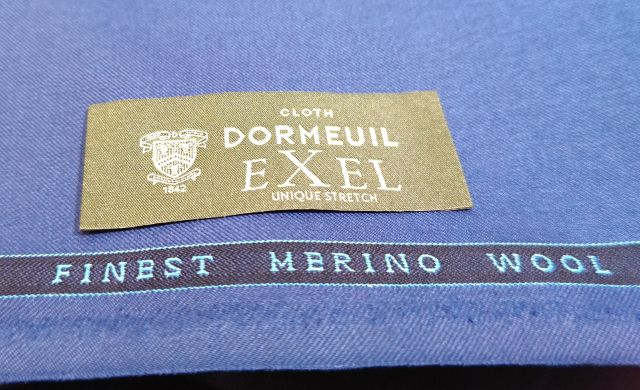 CLOTH
DORMEUIL
EXEL
UNIQUE STRETCH
1842
FINEST MERINO WOOL